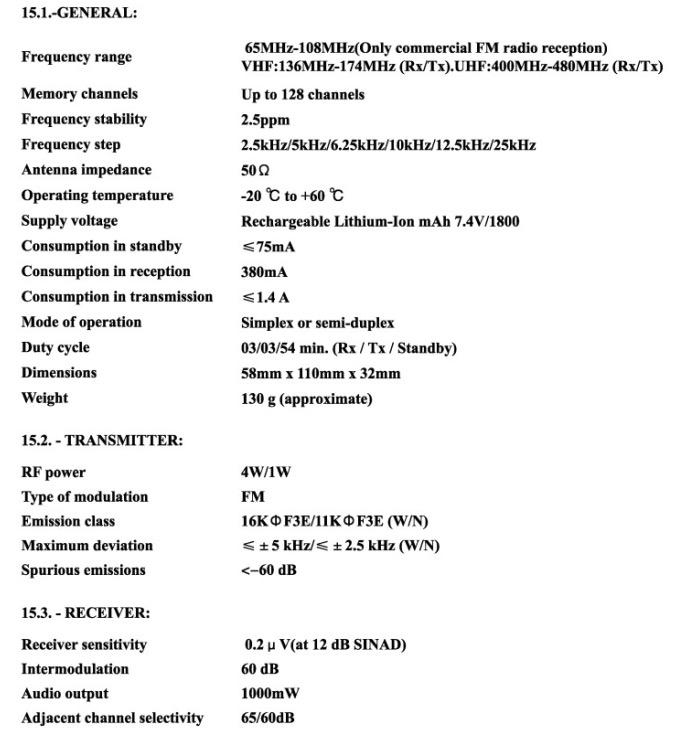 15.1.-GENERAL:
Frequency range 65MHz-108MHz(Only commercial FM radio reception)
VHF:136MHz-174MHz (Rx/Tx).UHF:400MHz-480MHz (Rx/Tx)
Memory channels Up to 128 channels
Frequency stability 2.5ppm
Frequency step 2.5kHz/5kHz/6.25kHz/10kHz/12.5kHz/25kHz
Antenna impedance 50Ω
Operating temperature -20 ℃ to +60 ℃
Supply voltage Rechargeable Lithium-Ion mAh 7.4V/1800
Consumption in standby ≤75mA
Consumption in reception 380mA
Consumption in transmission ≤1.4 A
Mode of operation Simplex or semi-duplex
Duty cycle 03/03/54 min. (Rx / Tx / Standby)
Dimensions 58mm x 110mm x 32mm
Weight 130 g (approximate)
15.2. - TRANSMITTER:
RF power 4W/1W
Type of modulation FM
Emission class 16KΦF3E/11KΦF3E (W/N)
Maximum deviation ≤ ±5 kHz/≤ ±2.5 kHz (W/N)
Spurious emissions <−60 dB
15.3. - RECEIVER:
Receiver sensitivity 0.2 μ V(at 12 dB SINAD)
Intermodulation 60 dB
Audio output 1000mW
Adjacent channel selectivity 65/60dB